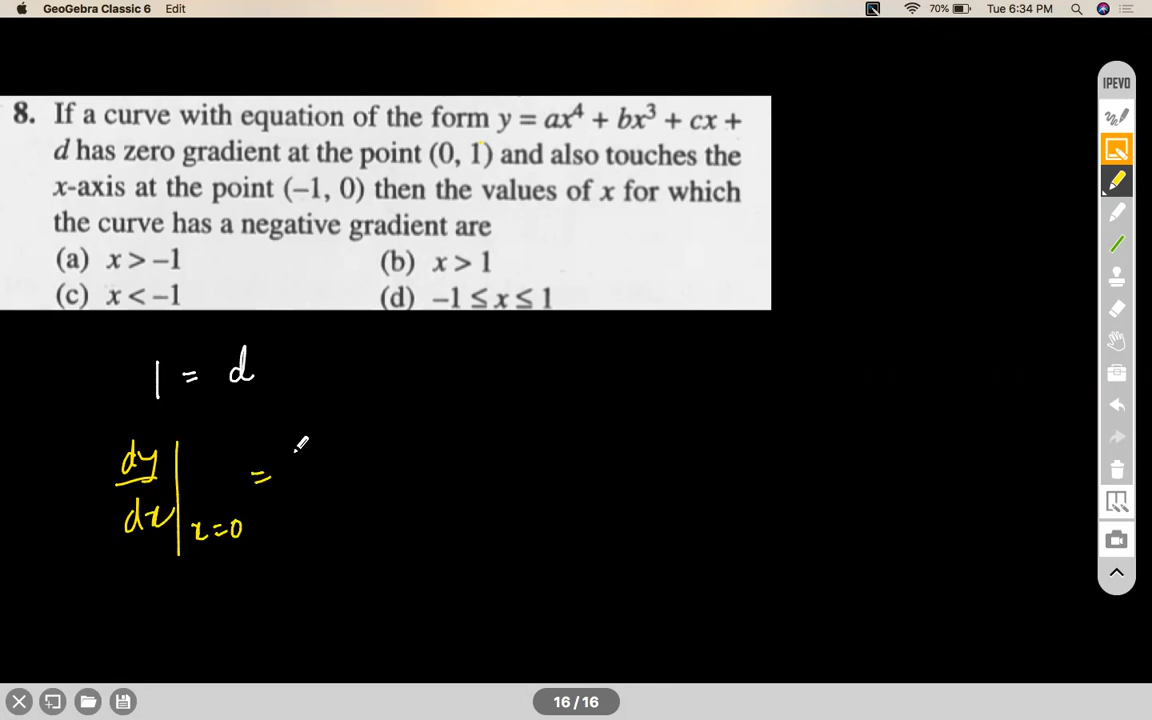 GeoGebra Classic 6 Edit 70% Tue 6:34 PM
IPEVO
8. If a curve with equation of the form y = ax⁴ + bx³ + cx +
d has zero gradient at the point (0, 1) and also touches the
x-axis at the point (−1, 0) then the values of x for which
the curve has a negative gradient are
(a) x > −1 (b) x > 1
(c) x < −1 (d) −1 ≤ x ≤ 1
1 = d
dy/dx | x=0 =
16 / 16